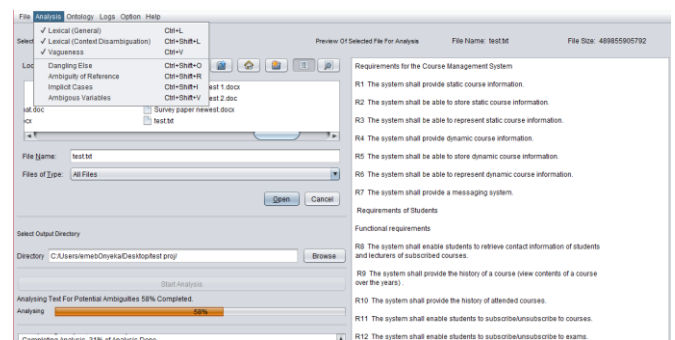 File Analysis Ontology Logs Option Help
✓ Lexical (General) Ctrl+L
✓ Lexical (Context Disambiguation) Ctrl+Shift+L
✓ Vagueness Ctrl+V
Dangling Else Ctrl+Shift+O
Ambiguity of Reference Ctrl+Shift+R
Implicit Cases Ctrl+Shift+I
Ambigous Variables Ctrl+Shift+V
Select
Loo
est 1.docx
est 2.doc
nat.doc
Survey paper newest.docx
ocx
test.txt
File Name: test.txt
Files of Type: All Files
Open Cancel
Select Output Directory
Directory C:/Users/emebOnyeka/Desktop/test proj/ Browse
Start Analysis
Analysing Text For Potential Ambiguities 58% Completed.
Analysing 58%
Completing Analysis, 31% of Analysis Done
Preview Of Selected File For Analysis File Name: test.txt File Size: 489855905792
Requirements for the Course Management System
R1 The system shall provide static course information.
R2 The system shall be able to store static course information.
R3 The system shall be able to represent static course information.
R4 The system shall provide dynamic course information.
R5 The system shall be able to store dynamic course information.
R6 The system shall be able to represent dynamic course information.
R7 The system shall provide a messaging system.
Requirements of Students
Functional requirements
R8 The system shall enable students to retrieve contact information of students
and lecturers of subscribed courses.
R9 The system shall provide the history of a course (view contents of a course
over the years) .
R10 The system shall provide the history of attended courses.
R11 The system shall enable students to subscribe/unsubscribe to courses.
R12 The system shall enable students to subscribe/unsubscribe to exams.